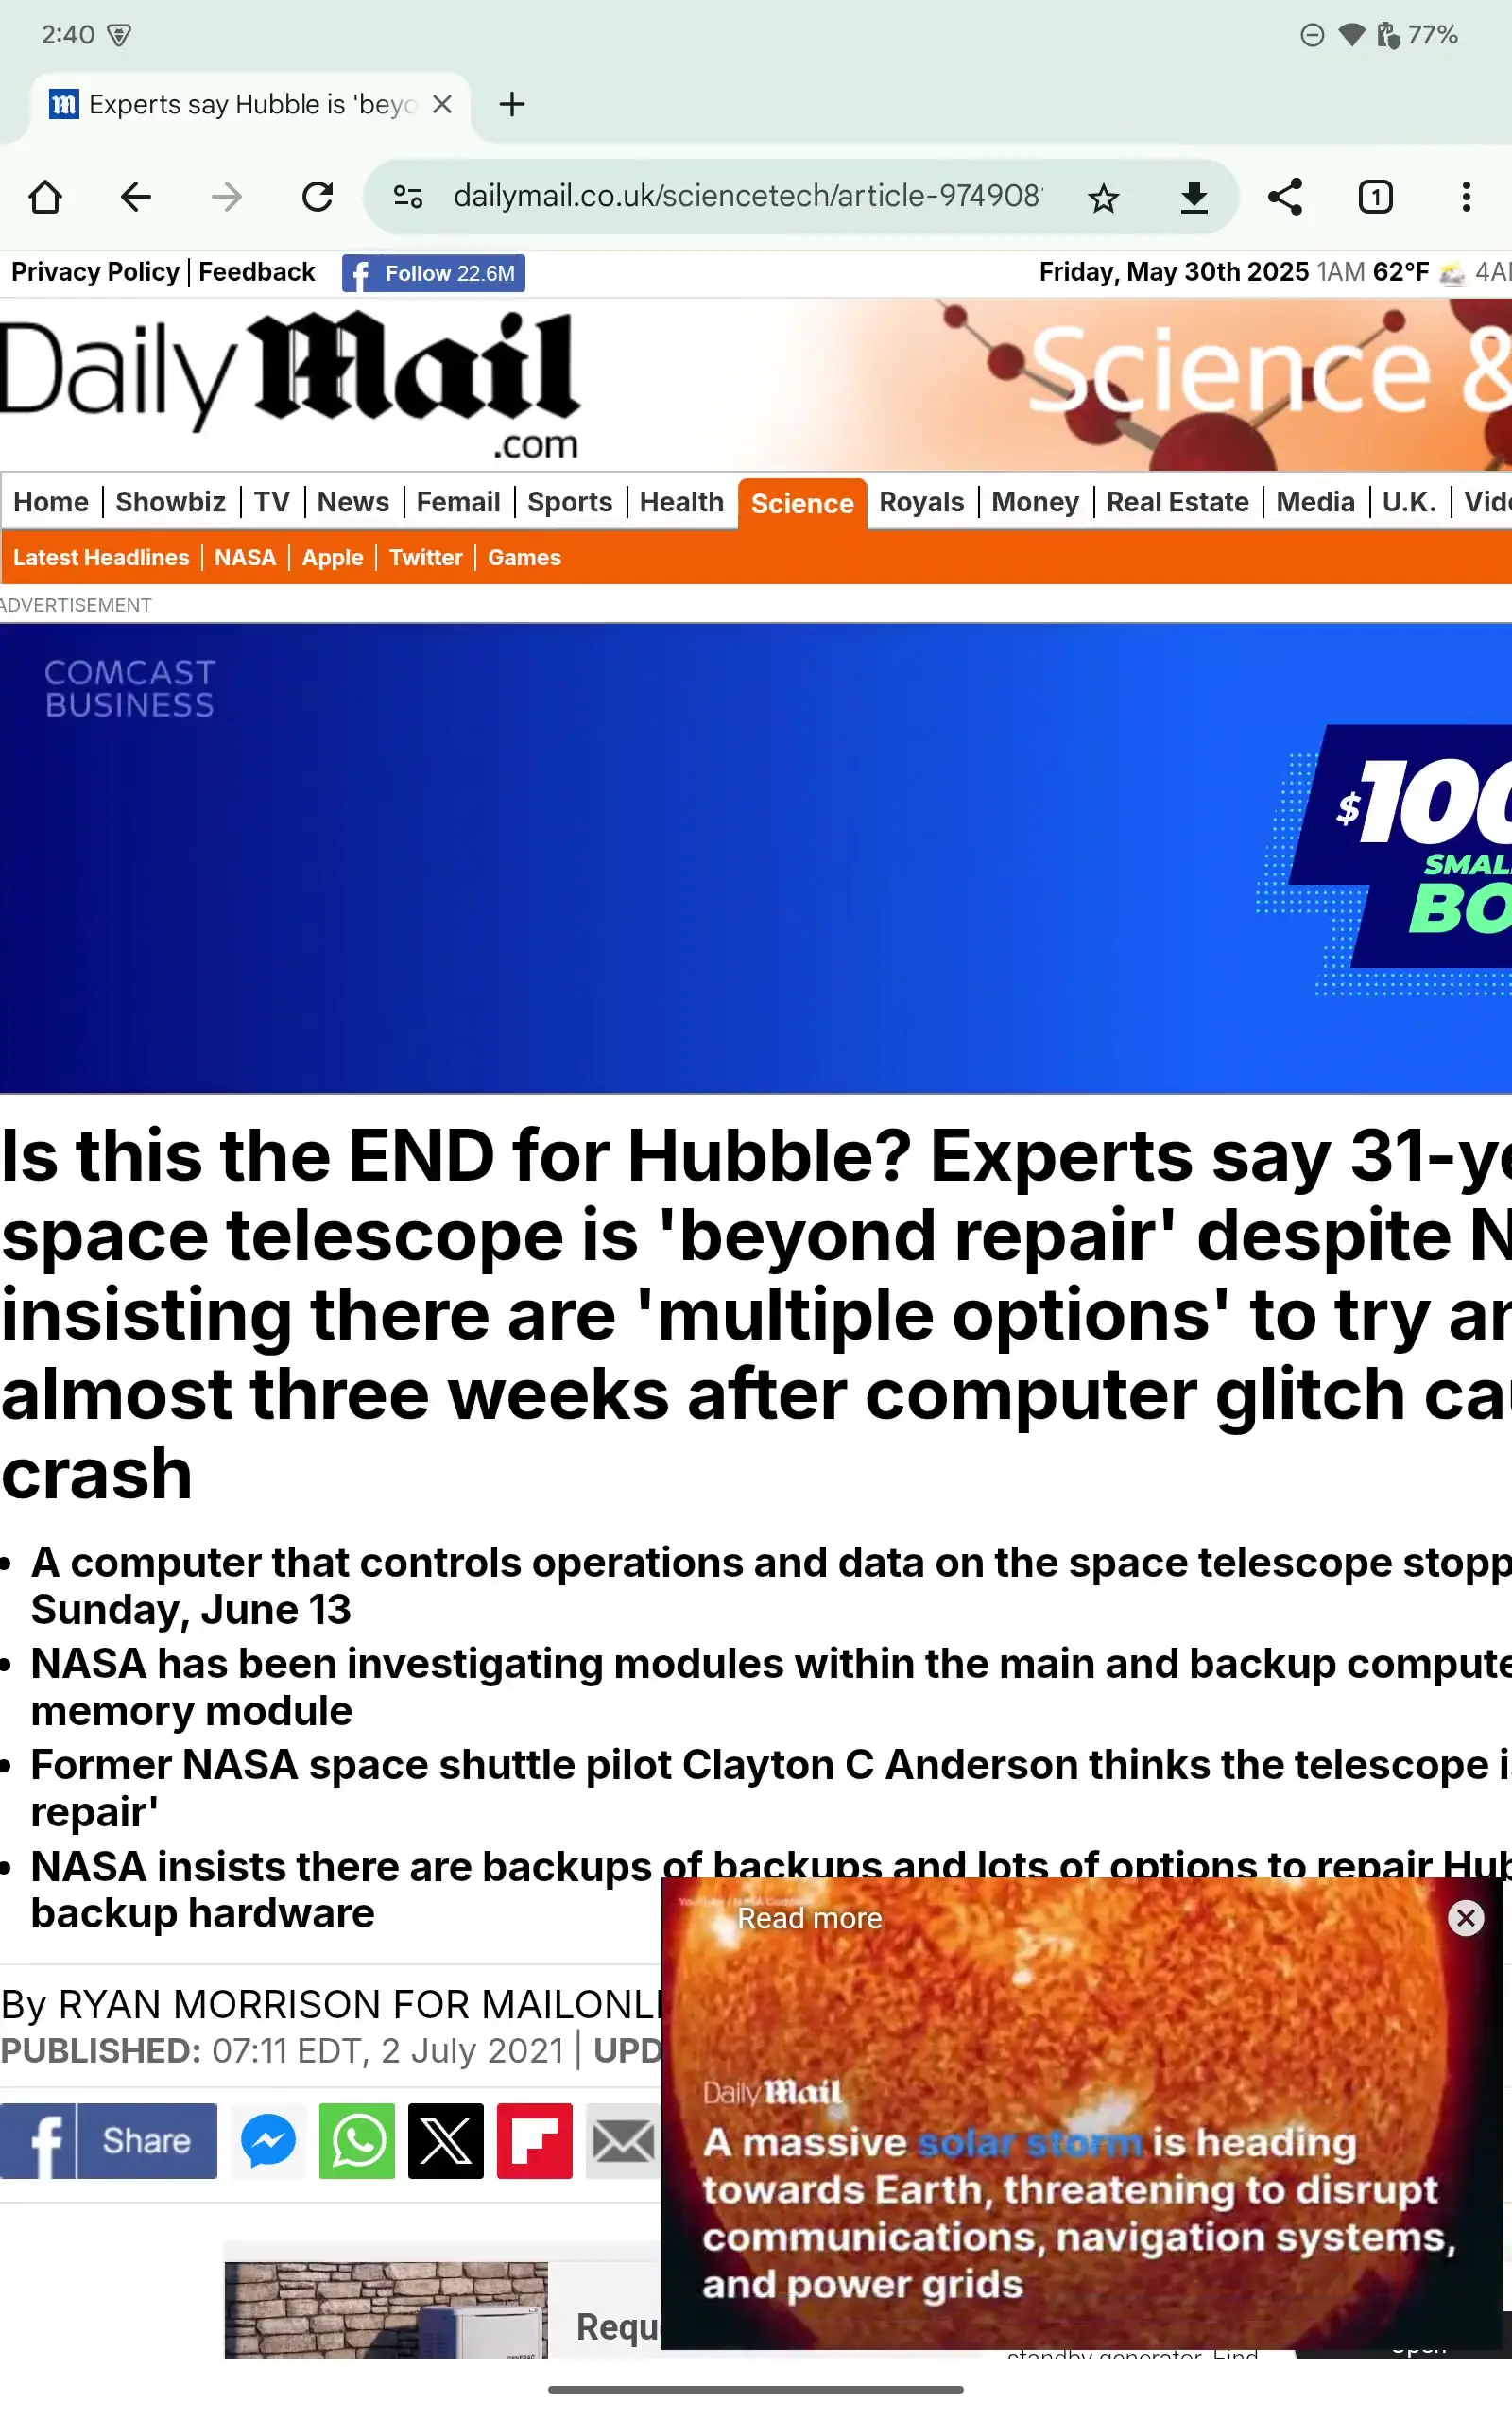 2:40
77%
Experts say Hubble is 'beyo
dailymail.co.uk/sciencetech/article-974908
1
Privacy Policy | Feedback
Follow 22.6M
Friday, May 30th 2025 1AM 62°F 4A
Daily Mail
.com
Science &
Home | Showbiz | TV | News | Femail | Sports | Health | Science | Royals | Money | Real Estate | Media | U.K. | Vid
Latest Headlines | NASA | Apple | Twitter | Games
ADVERTISEMENT
COMCAST
BUSINESS
$100
SMAL
BO
Is this the END for Hubble? Experts say 31-ye
space telescope is 'beyond repair' despite N
insisting there are 'multiple options' to try an
almost three weeks after computer glitch cau
crash
• A computer that controls operations and data on the space telescope stopp
Sunday, June 13
• NASA has been investigating modules within the main and backup compute
memory module
• Former NASA space shuttle pilot Clayton C Anderson thinks the telescope i
repair'
• NASA insists there are backups of backups and lots of options to repair Hub
backup hardware
By RYAN MORRISON FOR MAILONLI
PUBLISHED: 07:11 EDT, 2 July 2021 | UPD
Share
Read more
Daily Mail
A massive solar storm is heading
towards Earth, threatening to disrupt
communications, navigation systems,
and power grids
Requ
standby generator. Find
Open
GENERAC